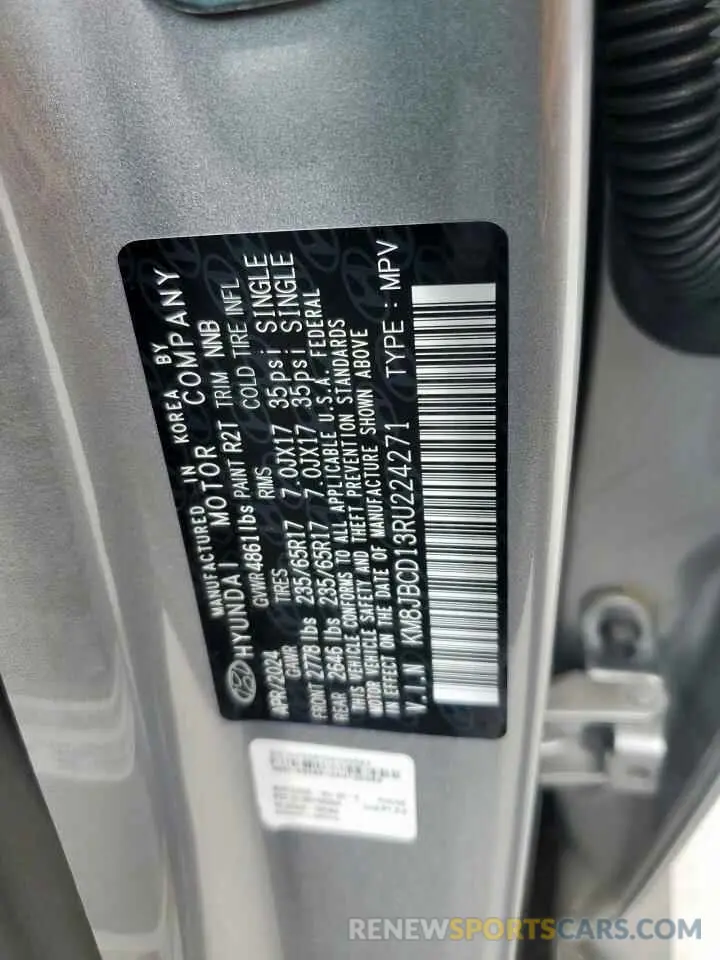 MANUFACTURED IN KOREA BY
HYUNDAI MOTOR COMPANY
GVWR 4861lbs PAINT R2T TRIM NNB
APR/2024
GAWR TIRES RIMS COLD TIRE INFL
FRONT 2778 lbs 235/65R17 7.0JX17 35psi SINGLE
REAR 2646 lbs 235/65R17 7.0JX17 35psi SINGLE
THIS VEHICLE CONFORMS TO ALL APPLICABLE U.S.A. FEDERAL
MOTOR VEHICLE SAFETY AND THEFT PREVENTION STANDARDS
IN EFFECT ON THE DATE OF MANUFACTURE SHOWN ABOVE
V.I.N KM8JBCD13RU224271 TYPE : MPV
RENEWSPORTSCARS.COM